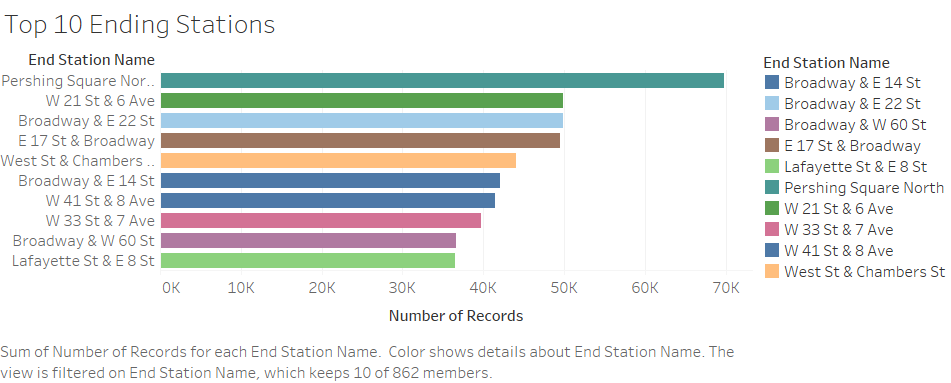 Top 10 Ending Stations
End Station Name
Pershing Square Nor..
W 21 St & 6 Ave
Broadway & E 22 St
E 17 St & Broadway
West St & Chambers ..
Broadway & E 14 St
W 41 St & 8 Ave
W 33 St & 7 Ave
Broadway & W 60 St
Lafayette St & E 8 St
0K 10K 20K 30K 40K 50K 60K 70K
Number of Records
End Station Name
Broadway & E 14 St
Broadway & E 22 St
Broadway & W 60 St
E 17 St & Broadway
Lafayette St & E 8 St
Pershing Square North
W 21 St & 6 Ave
W 33 St & 7 Ave
W 41 St & 8 Ave
West St & Chambers St
Sum of Number of Records for each End Station Name.  Color shows details about End Station Name. The
view is filtered on End Station Name, which keeps 10 of 862 members.